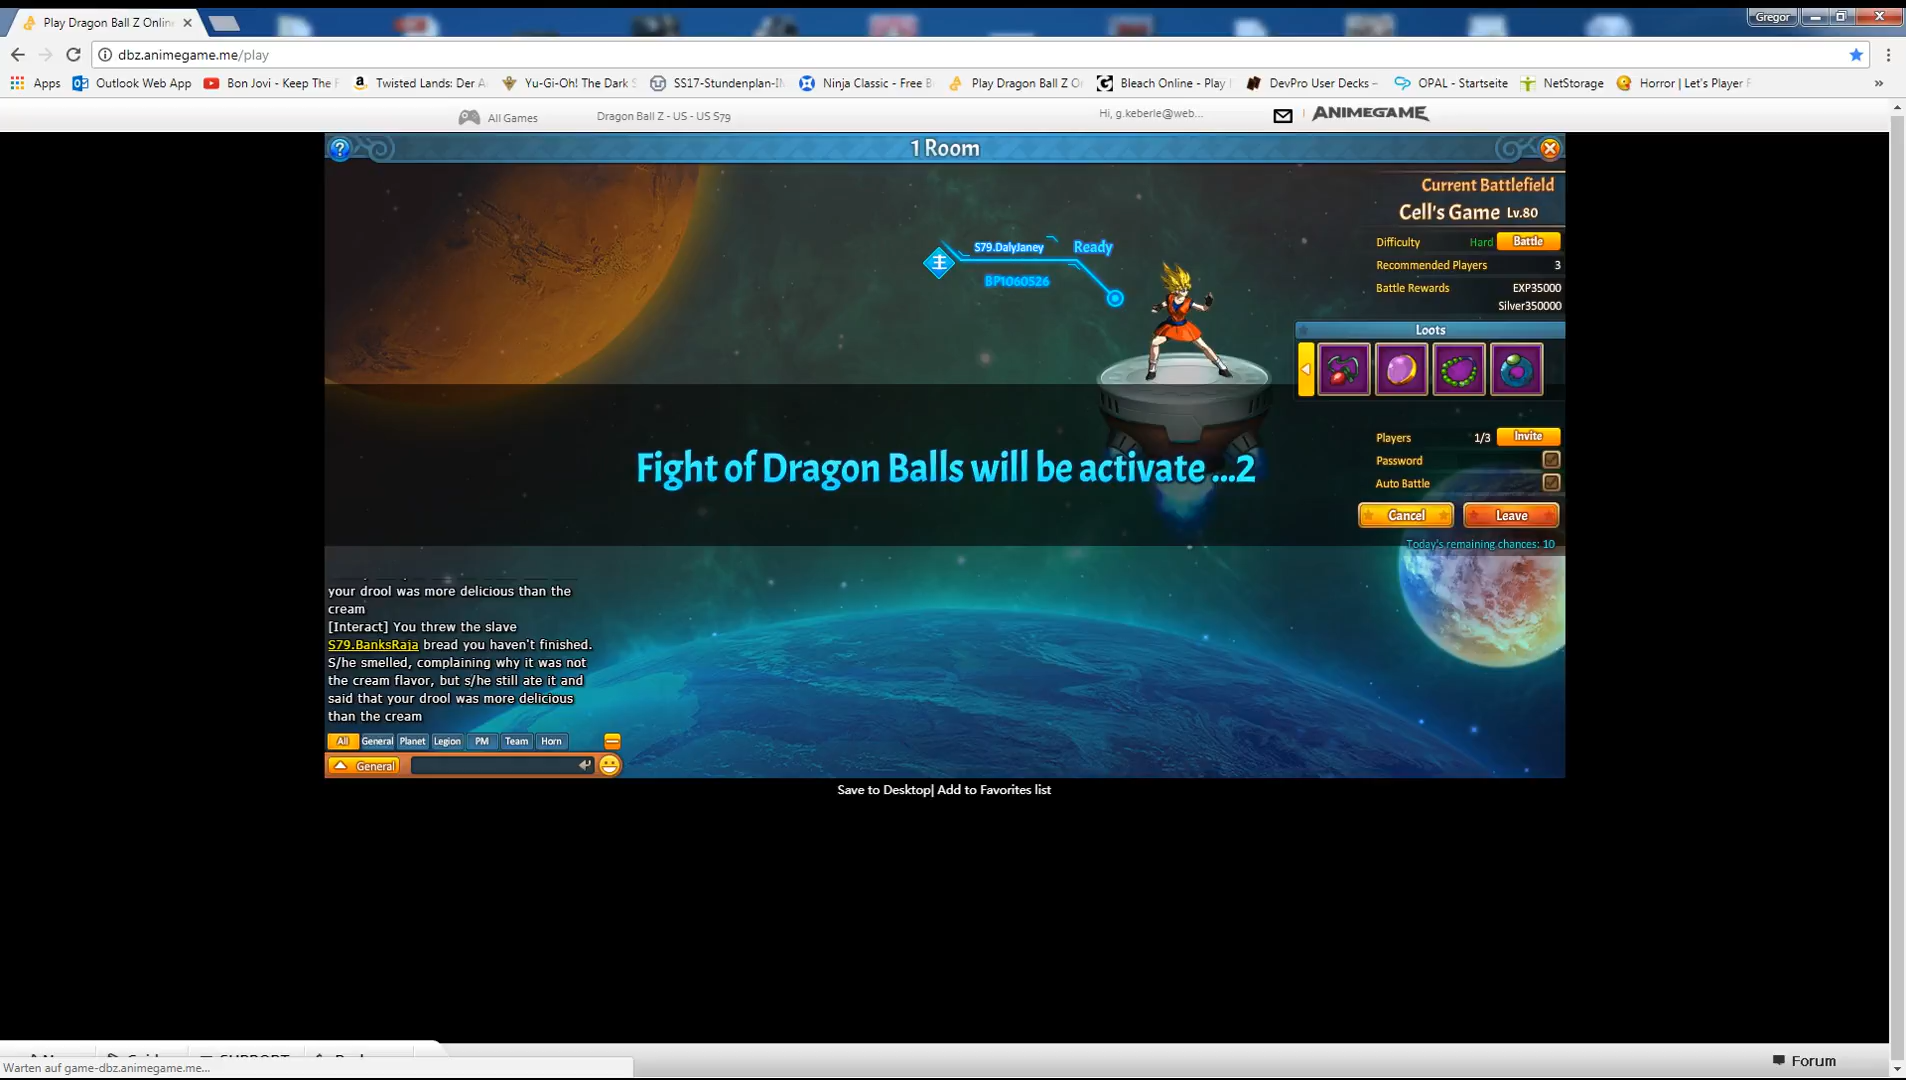 Play Dragon Ball Z Onlin
Gregor
dbz.animegame.me/play
Apps
Outlook Web App
Bon Jovi - Keep The
Twisted Lands: Der
Yu-Gi-Oh! The Dark
SS17-Stundenplan-I
Ninja Classic - Free B
Play Dragon Ball Z O
Bleach Online - Play
DevPro User Decks -
OPAL - Startseite
NetStorage
Horror | Let's Player
»
All Games
Dragon Ball Z - US - US S79
Hi, g.keberle@web...
ANIMEGAME
?
1 Room
Current Battlefield
Cell's Game Lv.80
S79.DalyJaney
Ready
主
BP1060526
Difficulty Hard Battle
Recommended Players 3
Battle Rewards EXP35000
Silver350000
Loots
Fight of Dragon Balls will be activate ...2
Players 1/3 Invite
Password
Auto Battle
Cancel Leave
Today's remaining chances: 10
your drool was more delicious than the
cream
[Interact] You threw the slave
S79.BanksRaja bread you haven't finished.
S/he smelled, complaining why it was not
the cream flavor, but s/he still ate it and
said that your drool was more delicious
than the cream
All General Planet Legion PM Team Horn
General
Save to Desktop| Add to Favorites list
SUPPORT
Warten auf game-dbz.animegame.me...
Forum